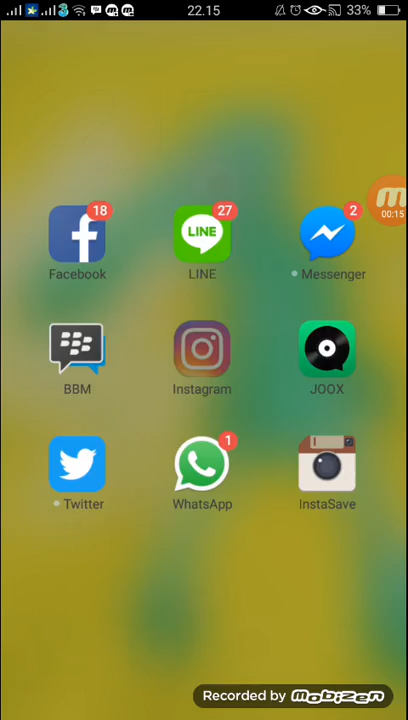 22.15
33%
18
27
2
LINE
00:15
Facebook
LINE
Messenger
BBM
Instagram
JOOX
1
Twitter
WhatsApp
InstaSave
Recorded by mobizen